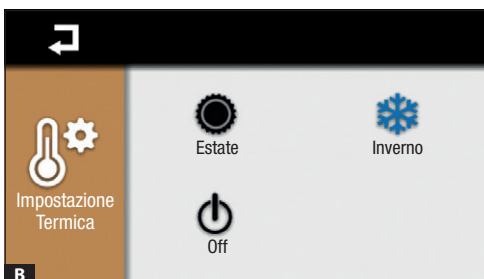 Estate
Inverno
Impostazione
Termica
Off
B